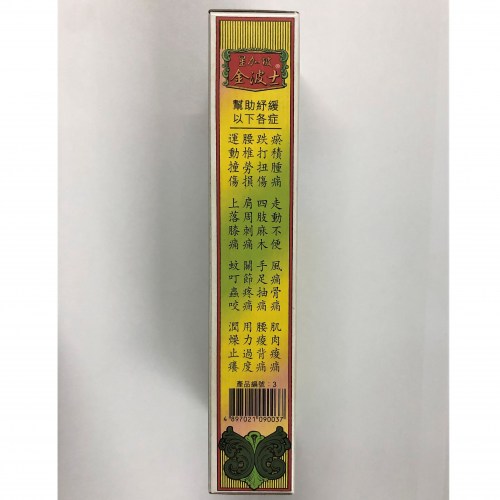 金波士
幫助紓緩
以下各症
瘀積腫痛
跌打扭傷
腰椎勞損
運動撞傷
走動不便
四肢麻木
肩周刺痛
上落膝痛
風痛骨痛
手足抽痛
關節疼痛
蚊叮蟲咬
肌肉痠痛
腰痠背痛
用力過度
潤燥止癢
產品編號：3
4 897021 090037